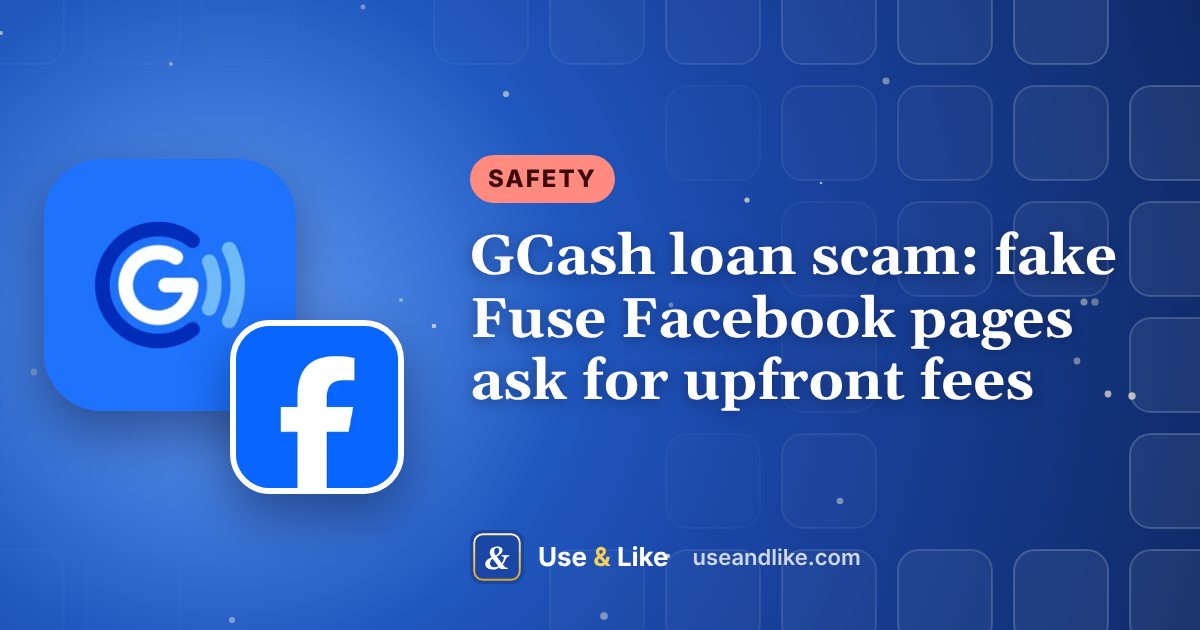 SAFETY
GCash loan scam: fake
Fuse Facebook pages
ask for upfront fees
& Use & Like useandlike.com